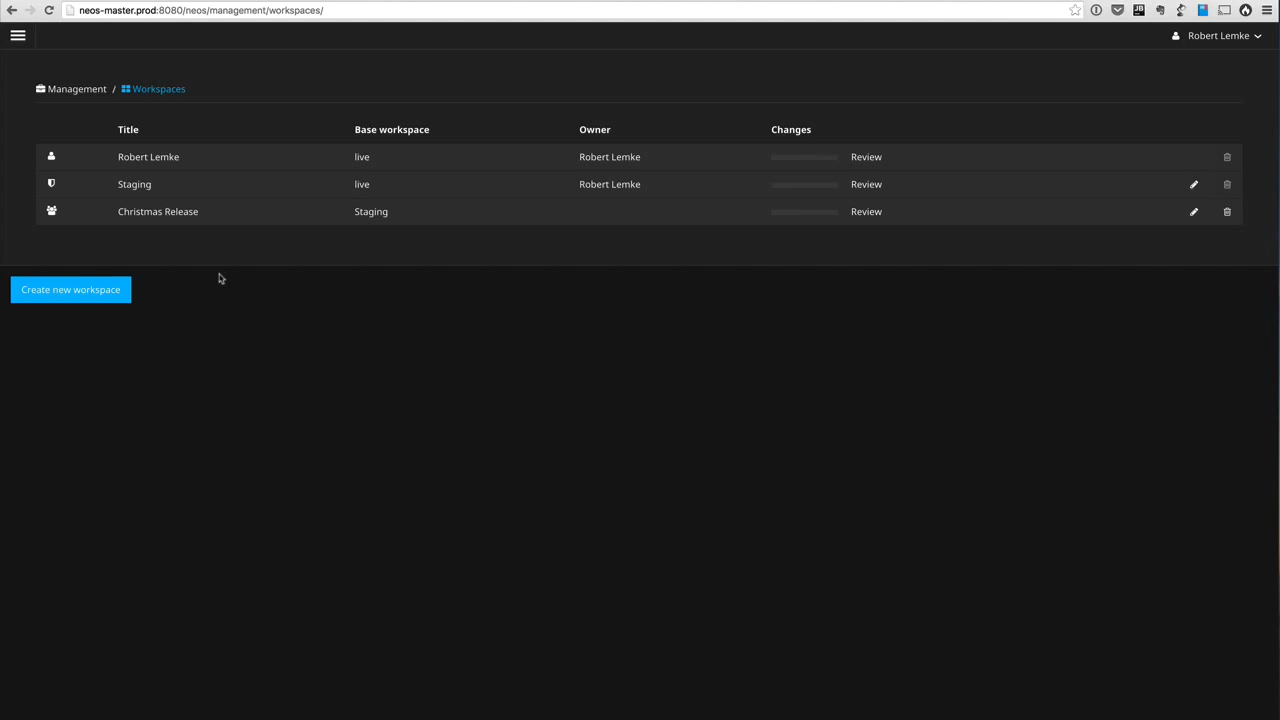 neos-master.prod:8080/neos/management/workspaces/
Robert Lemke
Management / Workspaces
Title Base workspace Owner Changes
Robert Lemke live Robert Lemke Review
Staging live Robert Lemke Review
Christmas Release Staging Review
Create new workspace